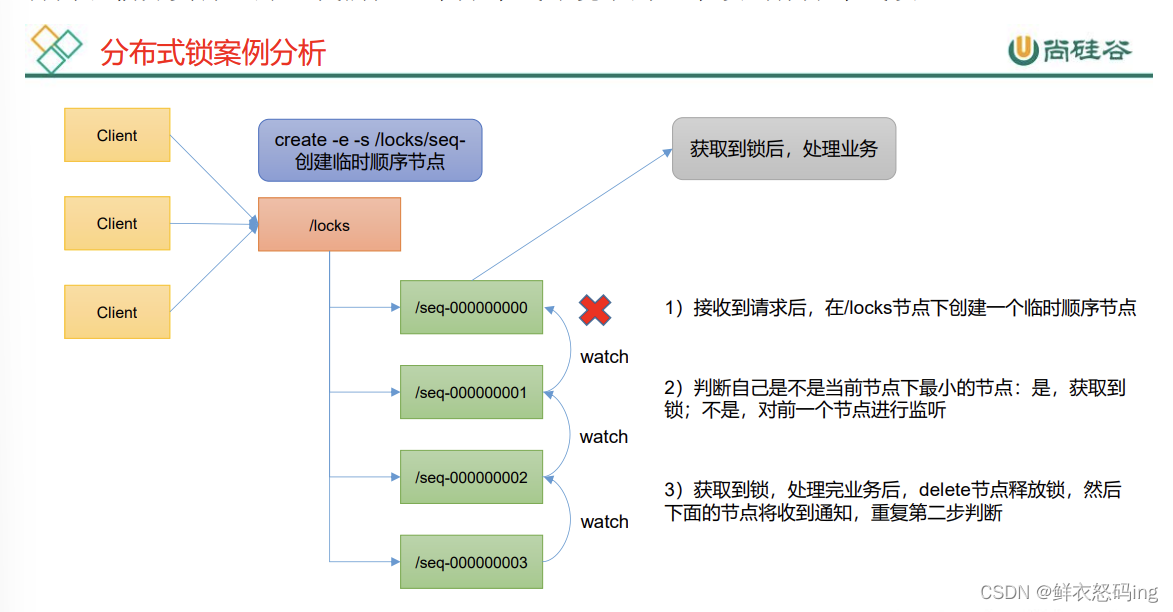 分布式锁案例分析
尚硅谷
Client
create -e -s /locks/seq-
创建临时顺序节点
获取到锁后，处理业务
Client
/locks
Client
/seq-000000000
1）接收到请求后，在/locks节点下创建一个临时顺序节点
watch
/seq-000000001
2）判断自己是不是当前节点下最小的节点：是，获取到
锁；不是，对前一个节点进行监听
watch
/seq-000000002
3）获取到锁，处理完业务后，delete节点释放锁，然后
下面的节点将收到通知，重复第二步判断
watch
/seq-000000003
CSDN @鲜衣怒码ing